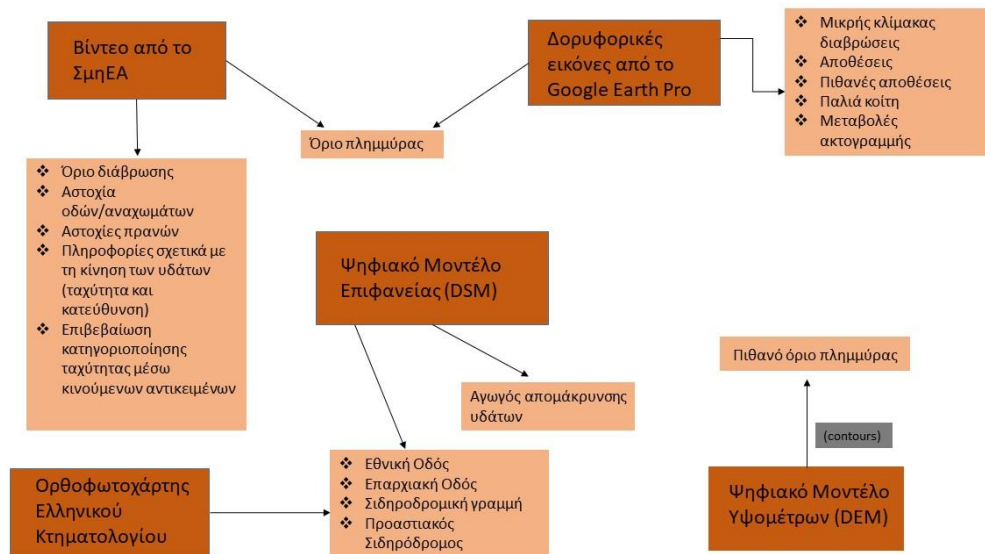 Βίντεο από το
ΣμηΕΑ
Δορυφορικές
εικόνες από το
Google Earth Pro
❖ Μικρής κλίμακας
διαβρώσεις
❖ Αποθέσεις
❖ Πιθανές αποθέσεις
❖ Παλιά κοίτη
❖ Μεταβολές
ακτογραμμής
Όριο πλημμύρας
❖ Όριο διάβρωσης
❖ Αστοχία
οδών/αναχωμάτων
❖ Αστοχίες πρανών
❖ Πληροφορίες σχετικά με
τη κίνηση των υδάτων
(ταχύτητα και
κατεύθυνση)
❖ Επιβεβαίωση
κατηγοριοποίησης
ταχύτητας μέσω
κινούμενων αντικειμένων
Ψηφιακό Μοντέλο
Επιφανείας (DSM)
Αγωγός απομάκρυνσης
υδάτων
Πιθανό όριο πλημμύρας
(contours)
Ψηφιακό Μοντέλο
Υψομέτρων (DEM)
Ορθοφωτοχάρτης
Ελληνικού
Κτηματολογίου
❖ Εθνική Οδός
❖ Επαρχιακή Οδός
❖ Σιδηροδρομική γραμμή
❖ Προαστιακός
Σιδηρόδρομος